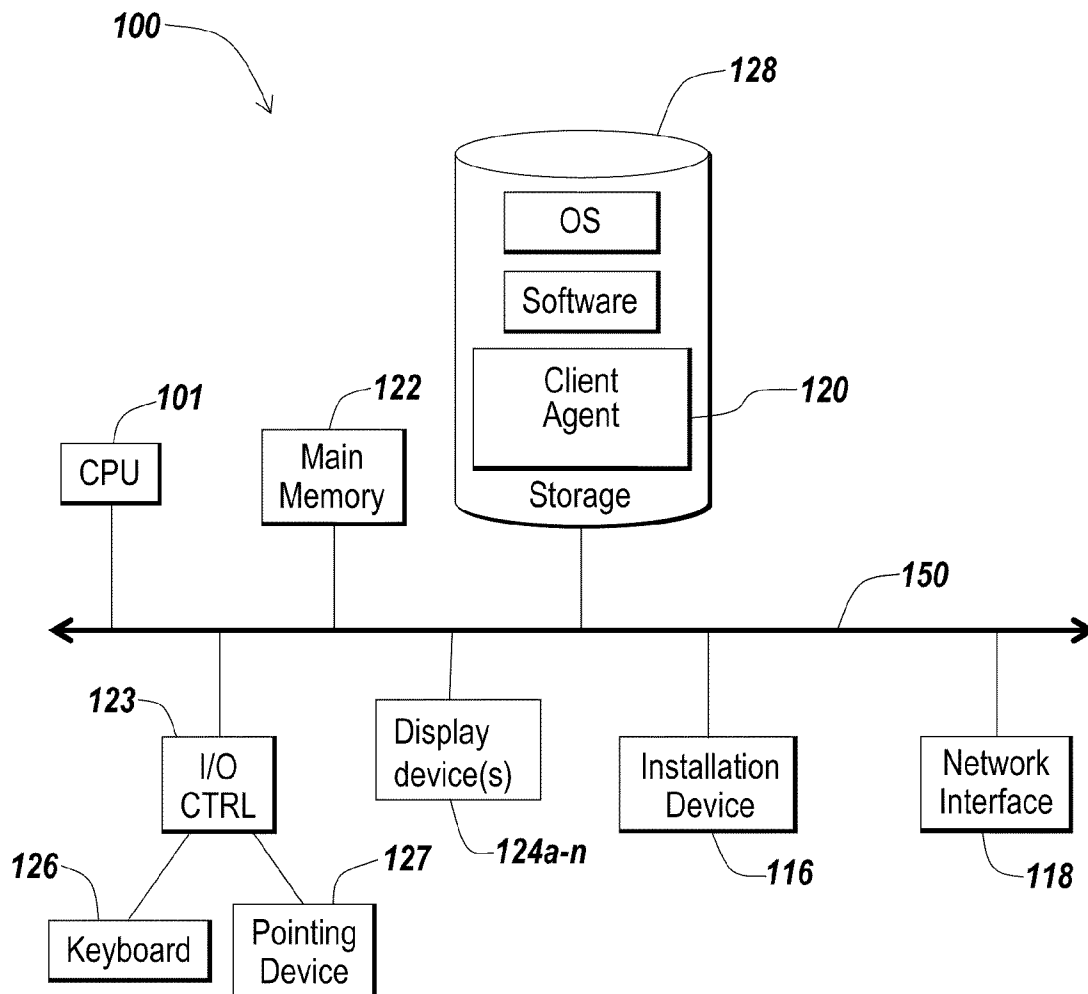 100
128
OS
Software
Client
Agent
120
Storage
101
CPU
122
Main
Memory
150
123
I/O
CTRL
Display
device(s)
124a-n
Installation
Device
116
Network
Interface
118
126
Keyboard
127
Pointing
Device